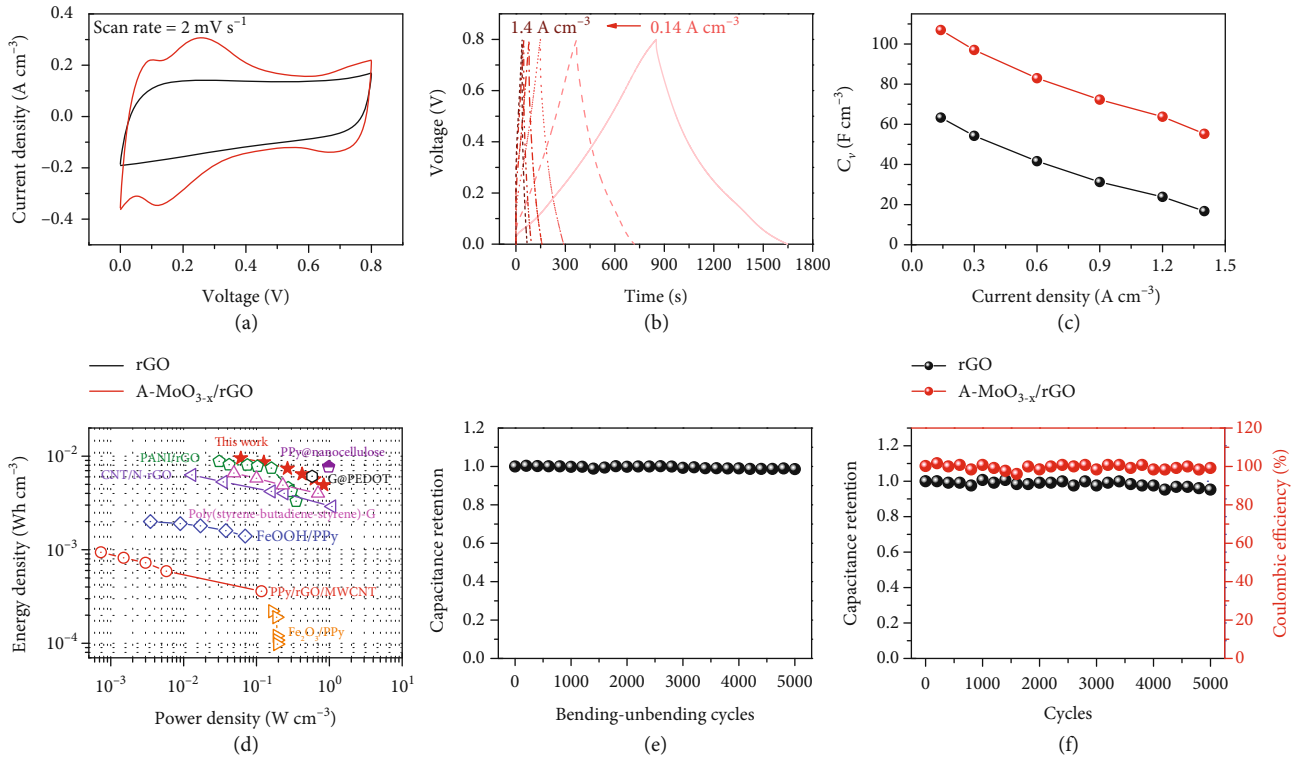 Scan rate = 2 mV s⁻¹
0.4
0.2
0.0
−0.2
−0.4
Current density (A cm⁻³)
0.0 0.2 0.4 0.6 0.8
Voltage (V)
(a)
1.4 A cm⁻³ 0.14 A cm⁻³
1.0
0.8
0.6
0.4
0.2
0.0
Voltage (V)
0 300 600 900 1200 1500 1800
Time (s)
(b)
100
80
60
40
20
0
Cᵥ (F cm⁻³)
0.0 0.3 0.6 0.9 1.2 1.5
Current density (A cm⁻³)
(c)
rGO
A-MoO₃₋ₓ/rGO
rGO
A-MoO₃₋ₓ/rGO
This work
PANI/rGO
PPy@nanocellulose
CNT/N-rGO
G@PEDOT
Poly(styrene-butadiene-styrene)-G
FeOOH/PPy
PPy/rGO/MWCNT
Fe₂O₃/PPy
10⁻²
10⁻³
10⁻⁴
Energy density (Wh cm⁻³)
10⁻³ 10⁻² 10⁻¹ 10⁰ 10¹
Power density (W cm⁻³)
(d)
1.2
1.0
0.8
0.6
0.4
0.2
0.0
Capacitance retention
0 1000 2000 3000 4000 5000
Bending-unbending cycles
(e)
1.2
1.0
0.8
0.6
0.4
0.2
0.0
Capacitance retention
120
100
80
60
40
20
0
Coulombic efficiency (%)
0 1000 2000 3000 4000 5000
Cycles
(f)